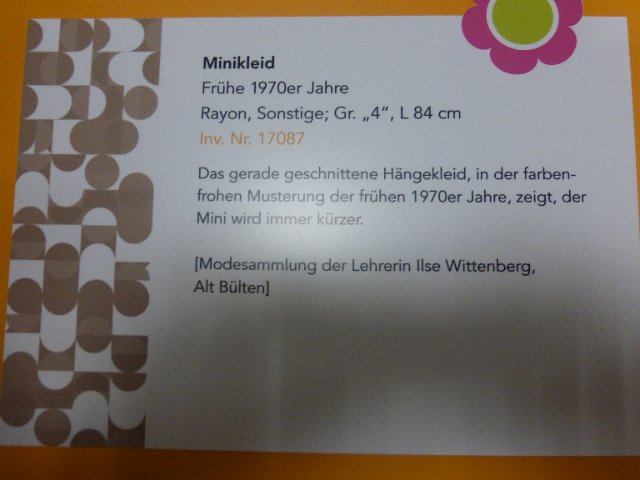 Minikleid
Frühe 1970er Jahre
Rayon, Sonstige; Gr. „4“, L 84 cm
Inv. Nr. 17087
Das gerade geschnittene Hängekleid, in der farben-
frohen Musterung der frühen 1970er Jahre, zeigt, der
Mini wird immer kürzer.
[Modesammlung der Lehrerin Ilse Wittenberg,
Alt Bülten]